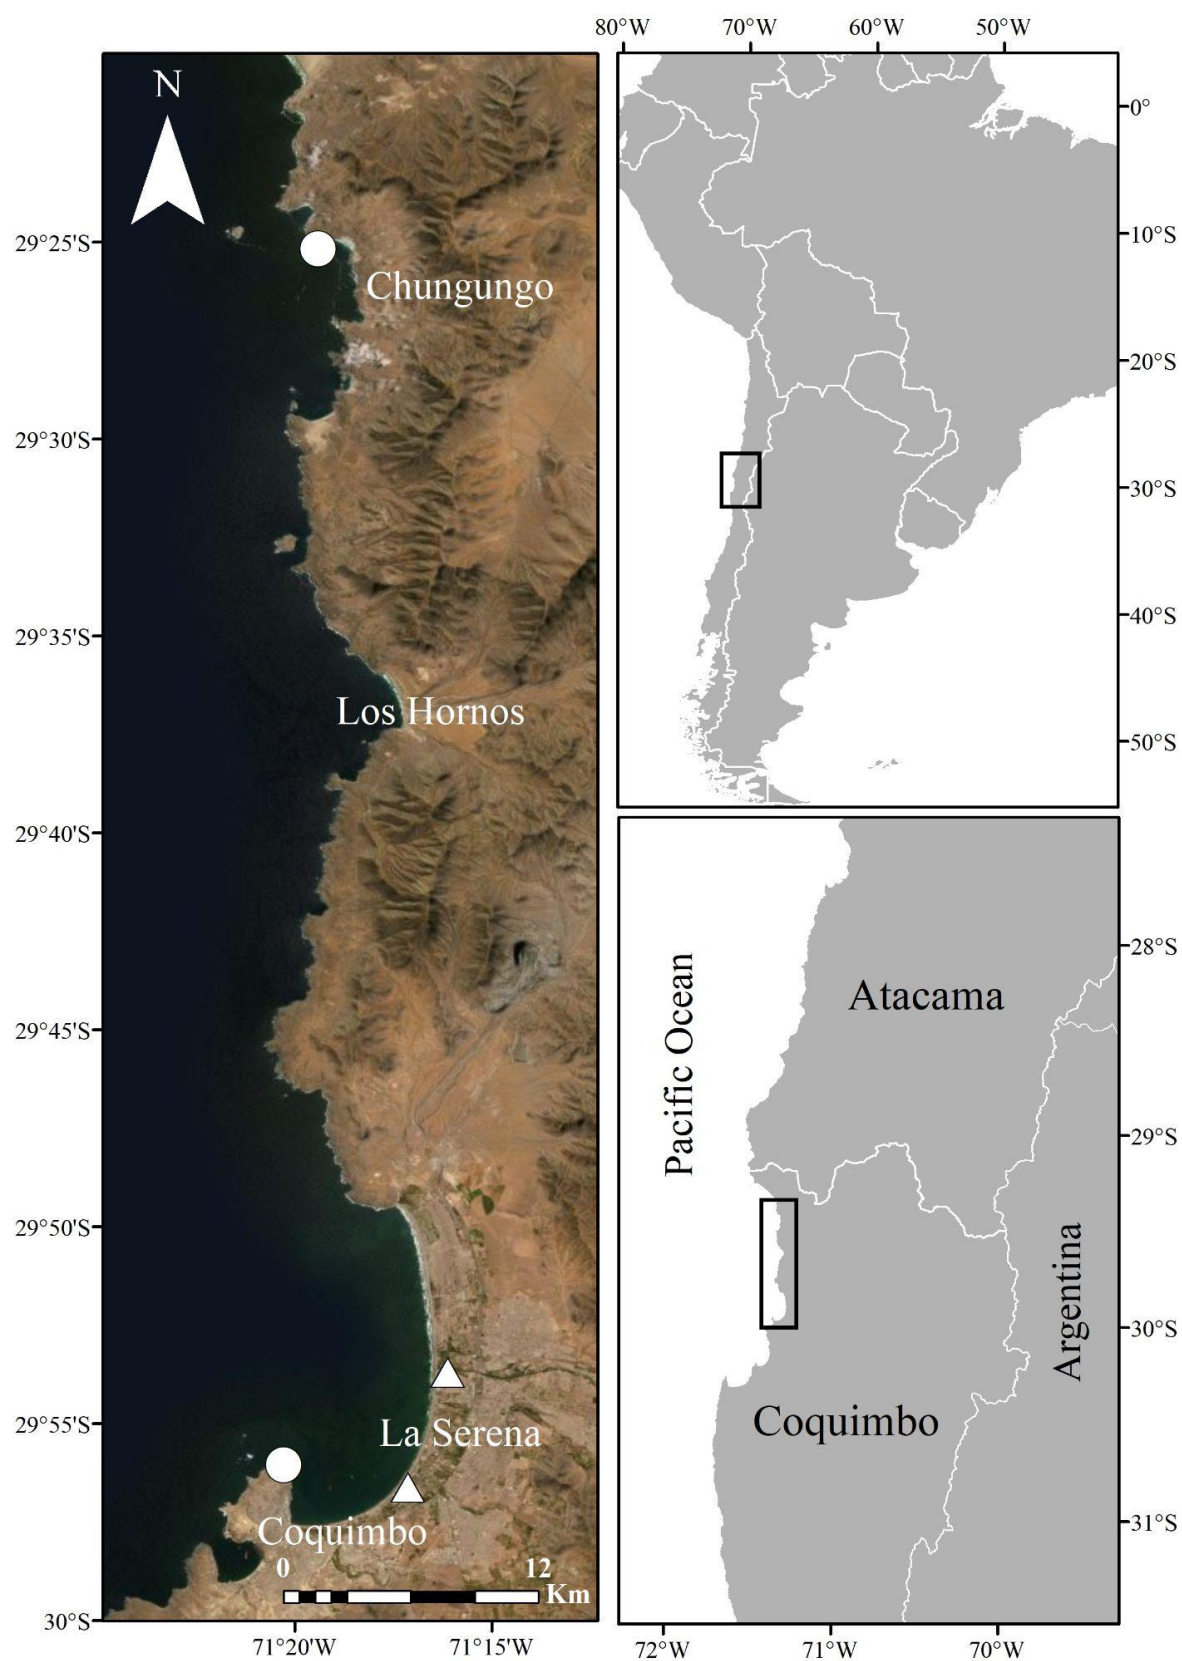 80°W 70°W 60°W 50°W
N
0°
10°S
29°25'S
20°S
Chungungo
29°30'S
30°S
29°35'S
40°S
Los Hornos
50°S
29°40'S
28°S
Atacama
29°45'S
Pacific Ocean
29°S
29°50'S
Argentina
30°S
29°55'S
La Serena
Coquimbo
Coquimbo
31°S
0 12
Km
30°S
71°20'W 71°15'W
72°W 71°W 70°W